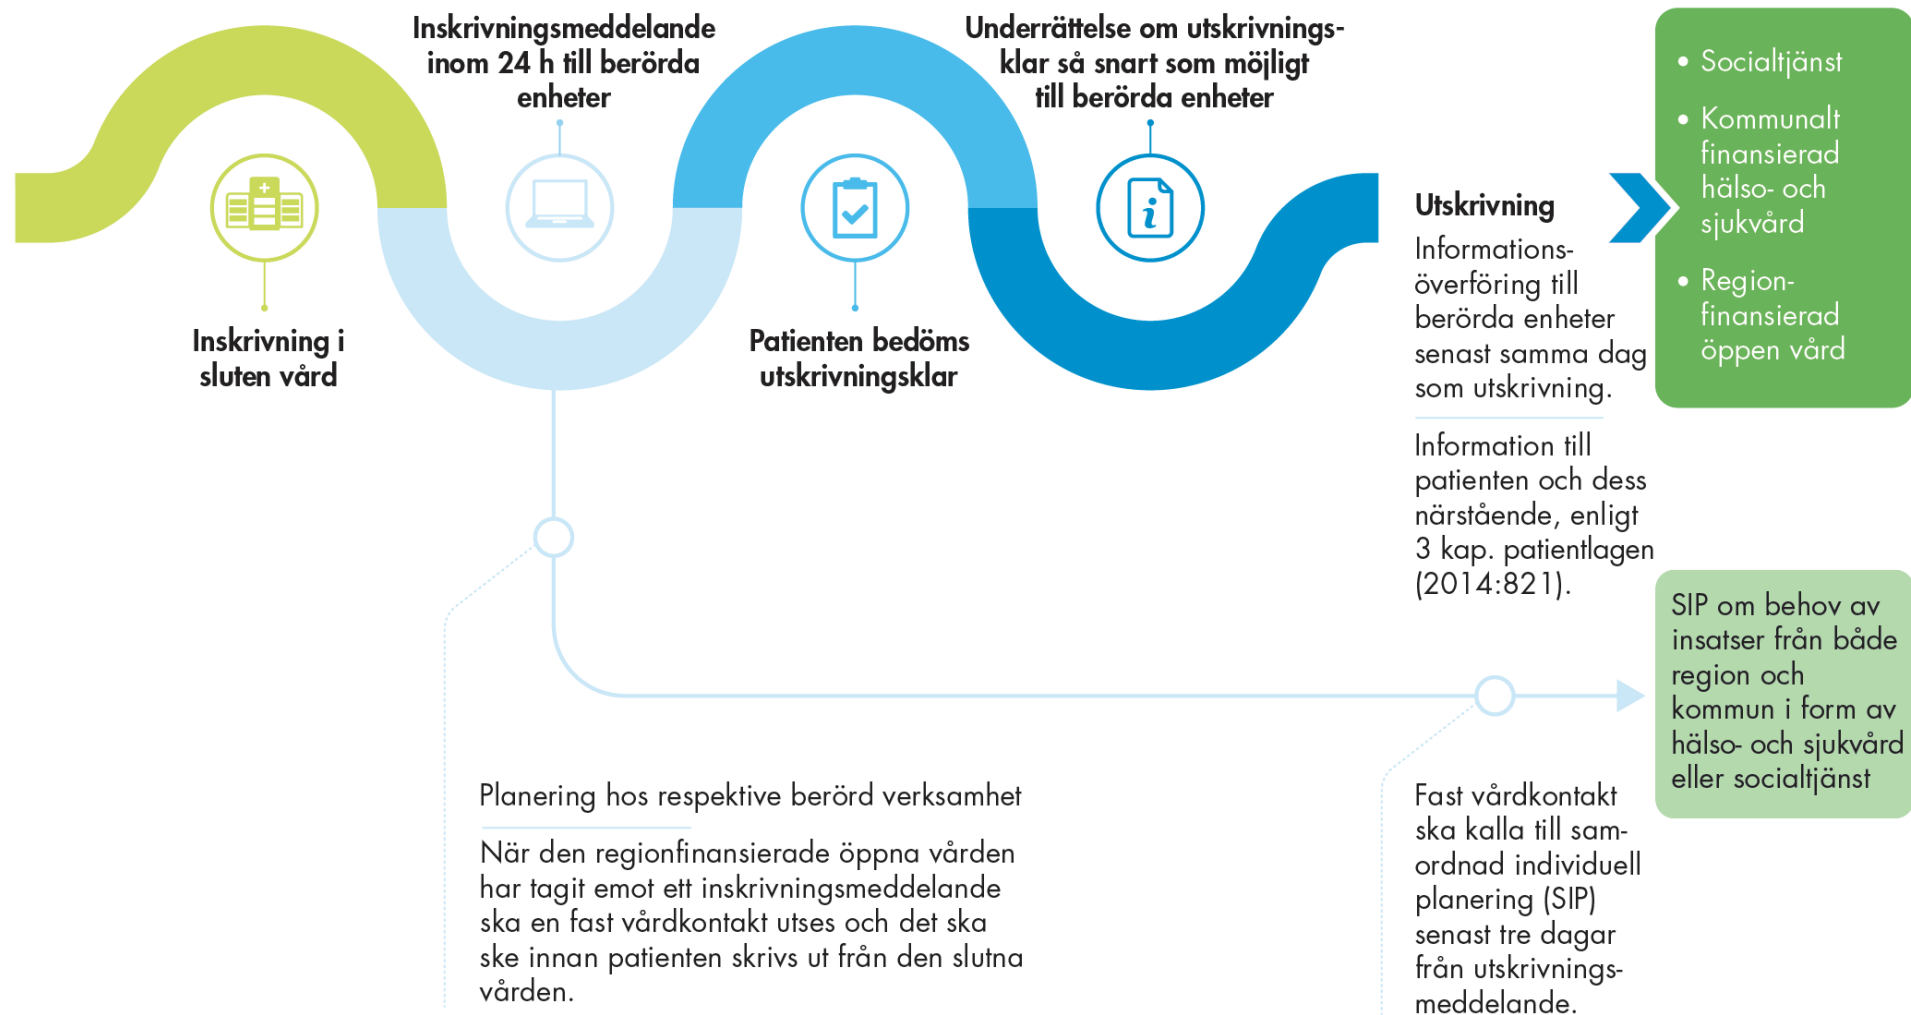 Inskrivning i
sluten vård
Inskrivningsmeddelande
inom 24 h till berörda
enheter
Patienten bedöms
utskrivningsklar
Underrättelse om utskrivnings-
klar så snart som möjligt
till berörda enheter
Utskrivning
Informations-
överföring till
berörda enheter
senast samma dag
som utskrivning.
Information till
patienten och dess
närstående, enligt
3 kap. patientlagen
(2014:821).
• Socialtjänst
• Kommunalt
finansierad
hälso- och
sjukvård
• Region-
finansierad
öppen vård
Planering hos respektive berörd verksamhet
När den regionfinansierade öppna vården
har tagit emot ett inskrivningsmeddelande
ska en fast vårdkontakt utses och det ska
ske innan patienten skrivs ut från den slutna
vården.
Fast vårdkontakt
ska kalla till sam-
ordnad individuell
planering (SIP)
senast tre dagar
från utskrivnings-
meddelande.
SIP om behov av
insatser från både
region och
kommun i form av
hälso- och sjukvård
eller socialtjänst